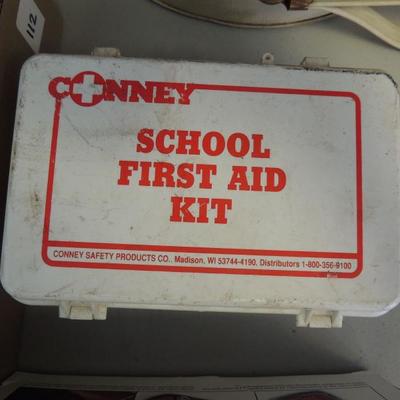 112
CONNEY
SCHOOL
FIRST AID
KIT
CONNEY SAFETY PRODUCTS CO., Madison, WI 53744-4190. Distributors 1-800-356-9100